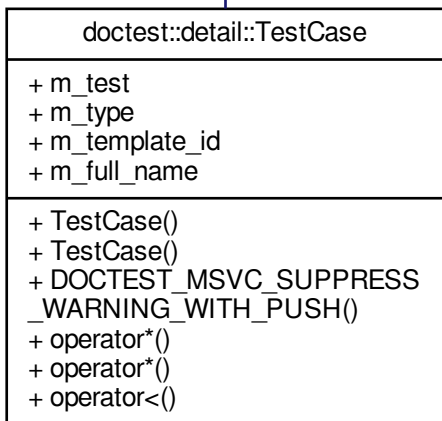 doctest::detail::TestCase
+ m_test
+ m_type
+ m_template_id
+ m_full_name
+ TestCase()
+ TestCase()
+ DOCTEST_MSVC_SUPPRESS
_WARNING_WITH_PUSH()
+ operator*()
+ operator*()
+ operator<()